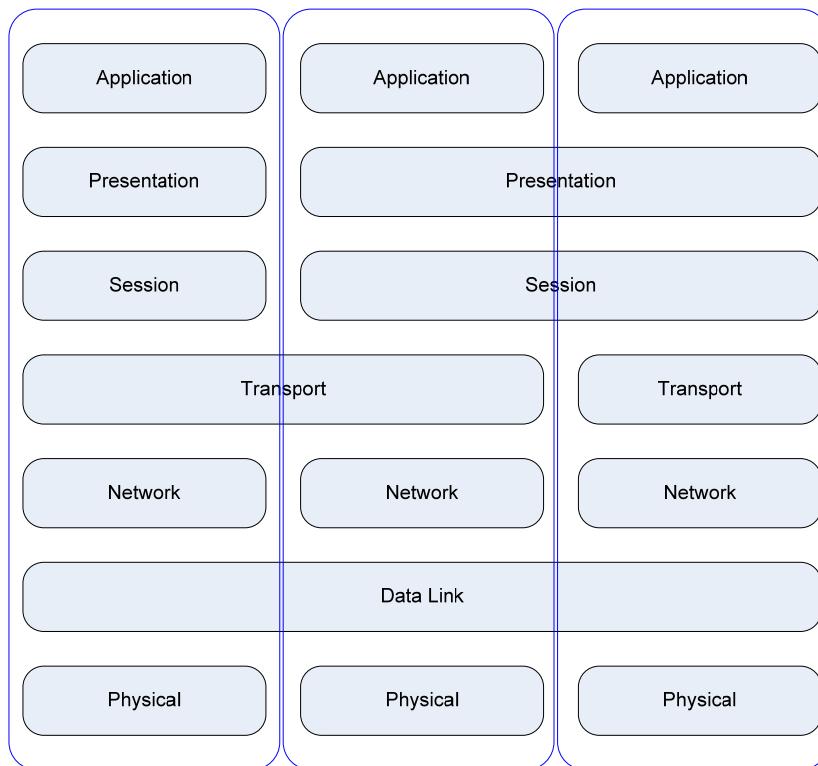 Application Application Application
Presentation Presentation
Session Session
Transport Transport
Network Network Network
Data Link
Physical Physical Physical